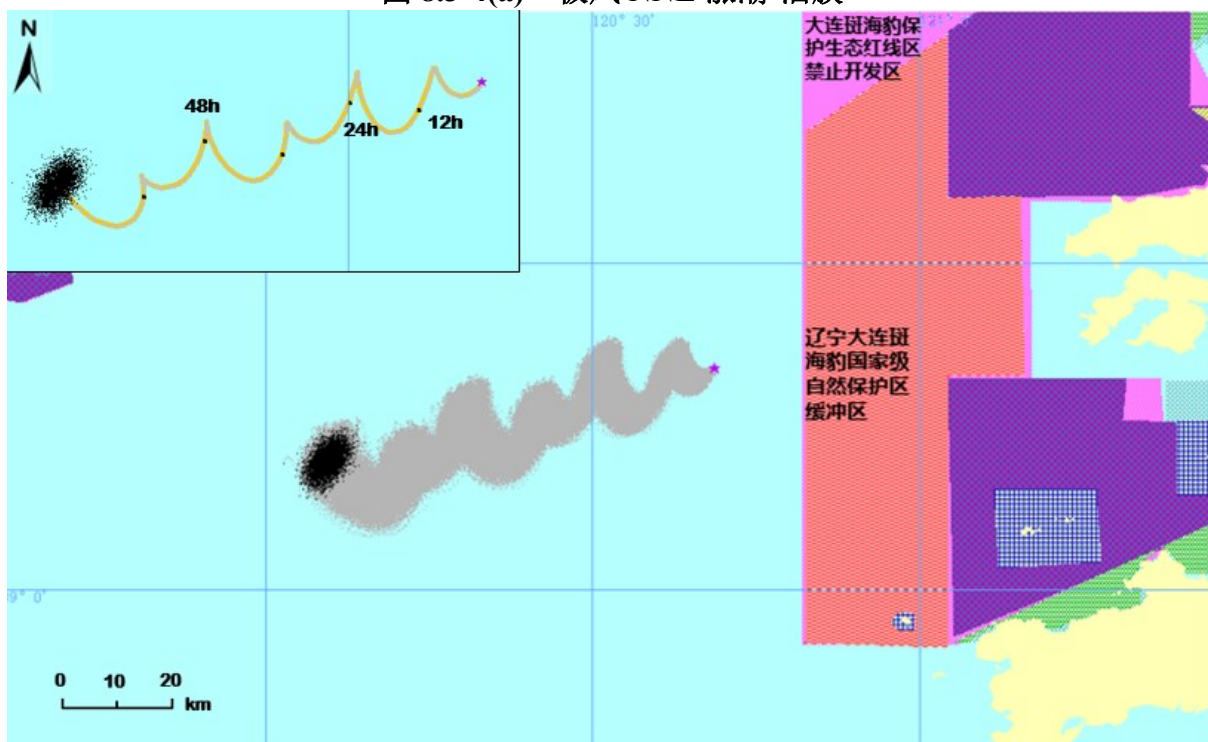 N
48h
24h
12h
120° 30'
大连斑海豹保
护生态红线区
禁止开发区
辽宁大连斑
海豹国家级
自然保护区
缓冲区
0 10 20
km